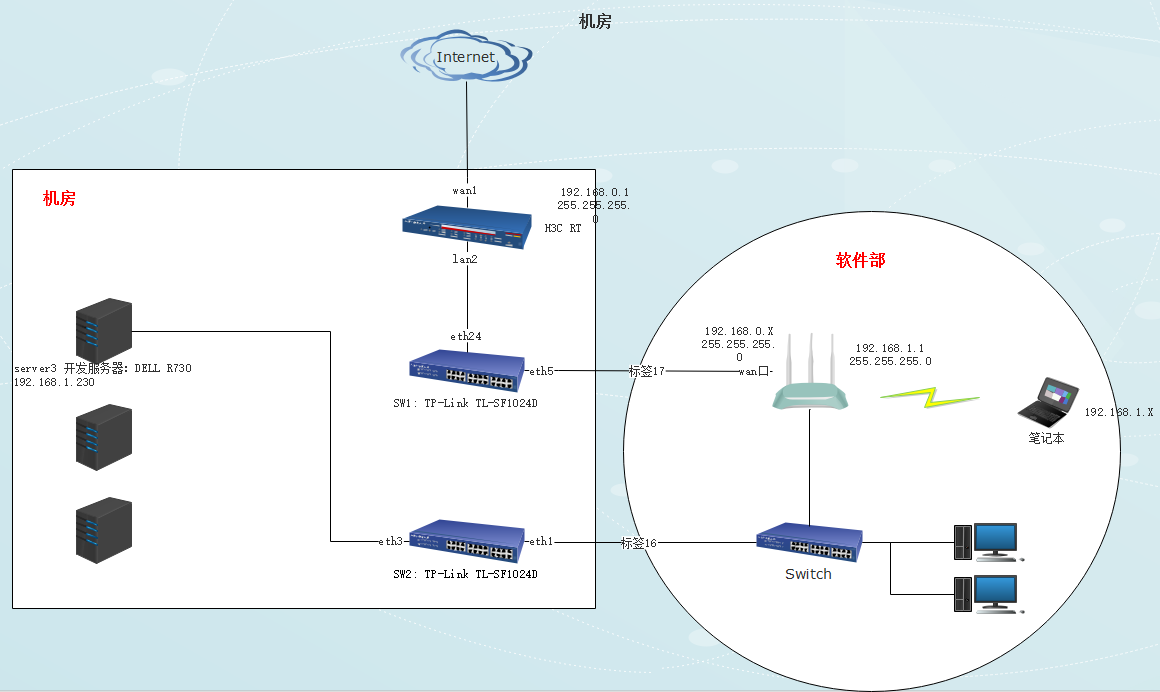 机房
Internet
机房
wan1
192.168.0.1
255.255.255.
0
H3C RT
lan2
软件部
eth24
192.168.0.X
255.255.255.
0
192.168.1.1
255.255.255.0
server3 开发服务器：DELL R730
192.168.1.230
eth5
标签17
wan口
SW1: TP-Link TL-SF1024D
192.168.1.X
笔记本
eth3
eth1
标签16
SW2: TP-Link TL-SF1024D
Switch